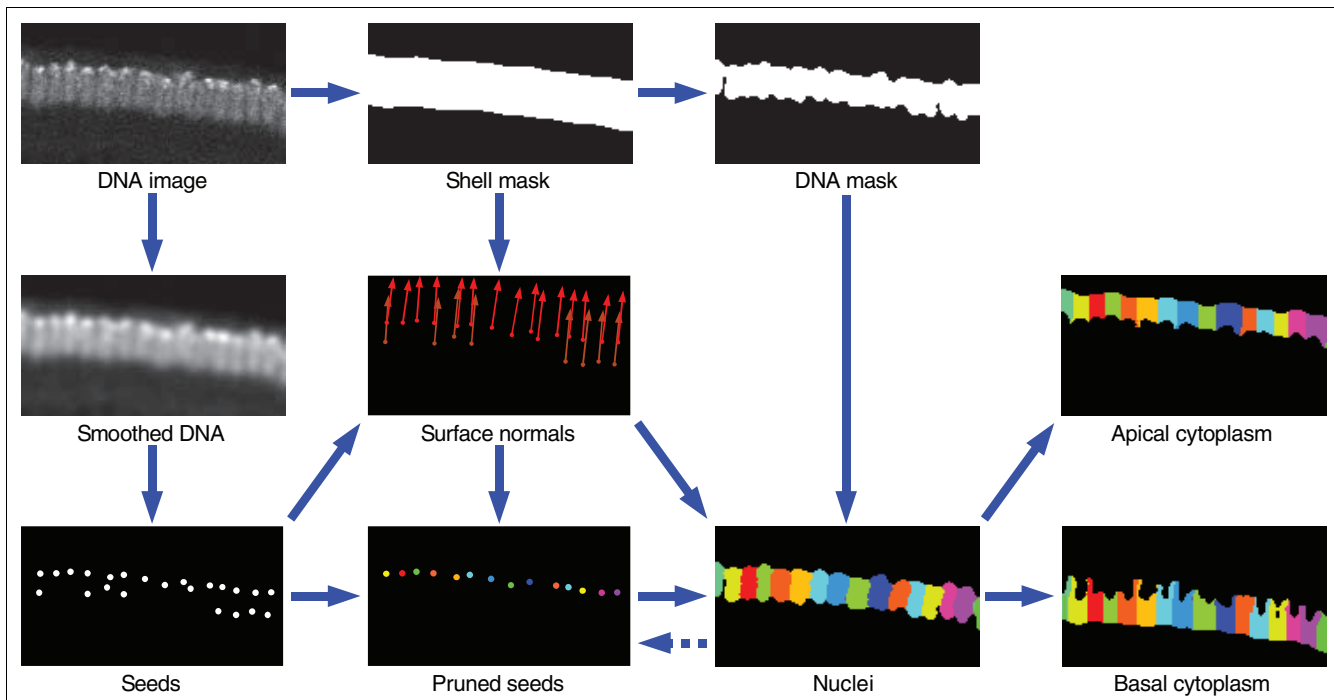 DNA image
Shell mask
DNA mask
Smoothed DNA
Surface normals
Apical cytoplasm
Seeds
Pruned seeds
Nuclei
Basal cytoplasm